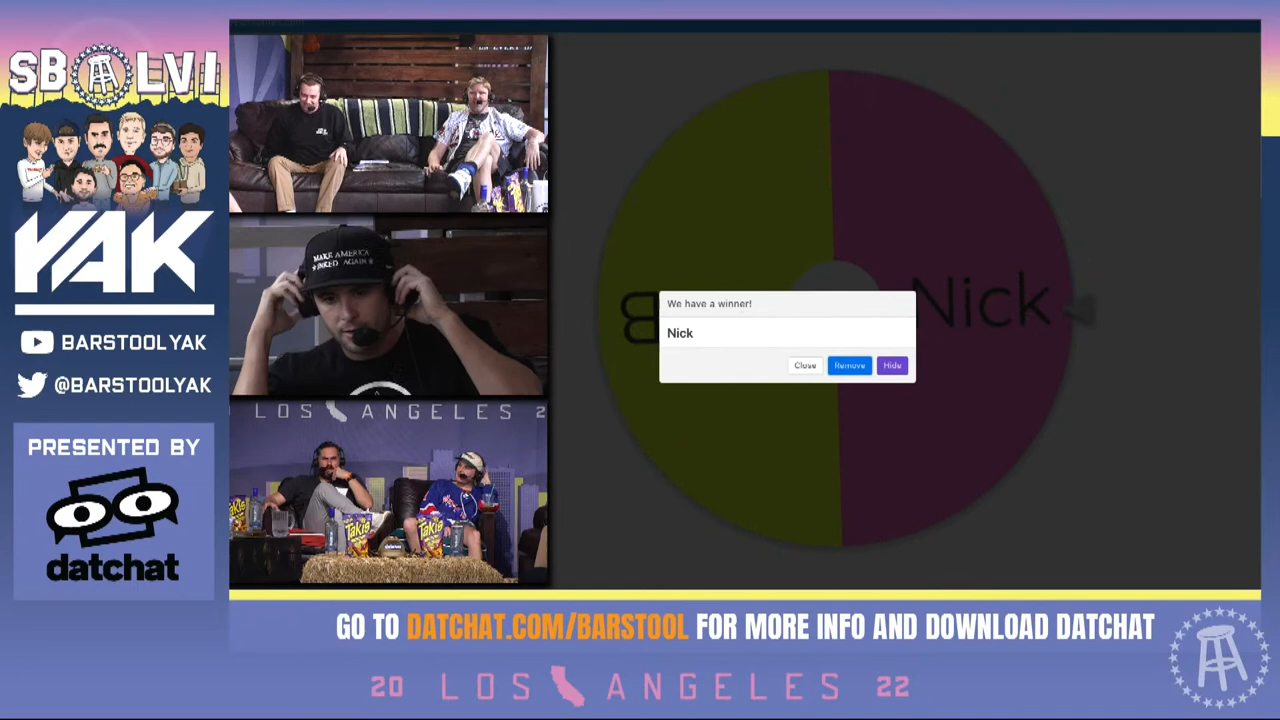 SB LVI
YAK
BARSTOOLYAK
@BARSTOOLYAK
PRESENTED BY
datchat
MAKE AMERICA
INKED AGAIN
LOS ANGELES 2
TAKIS
TAKIS
B
Nick
We have a winner!
Nick
Close Remove Hide
GO TO DATCHAT.COM/BARSTOOL FOR MORE INFO AND DOWNLOAD DATCHAT
20 LOS ANGELES 22